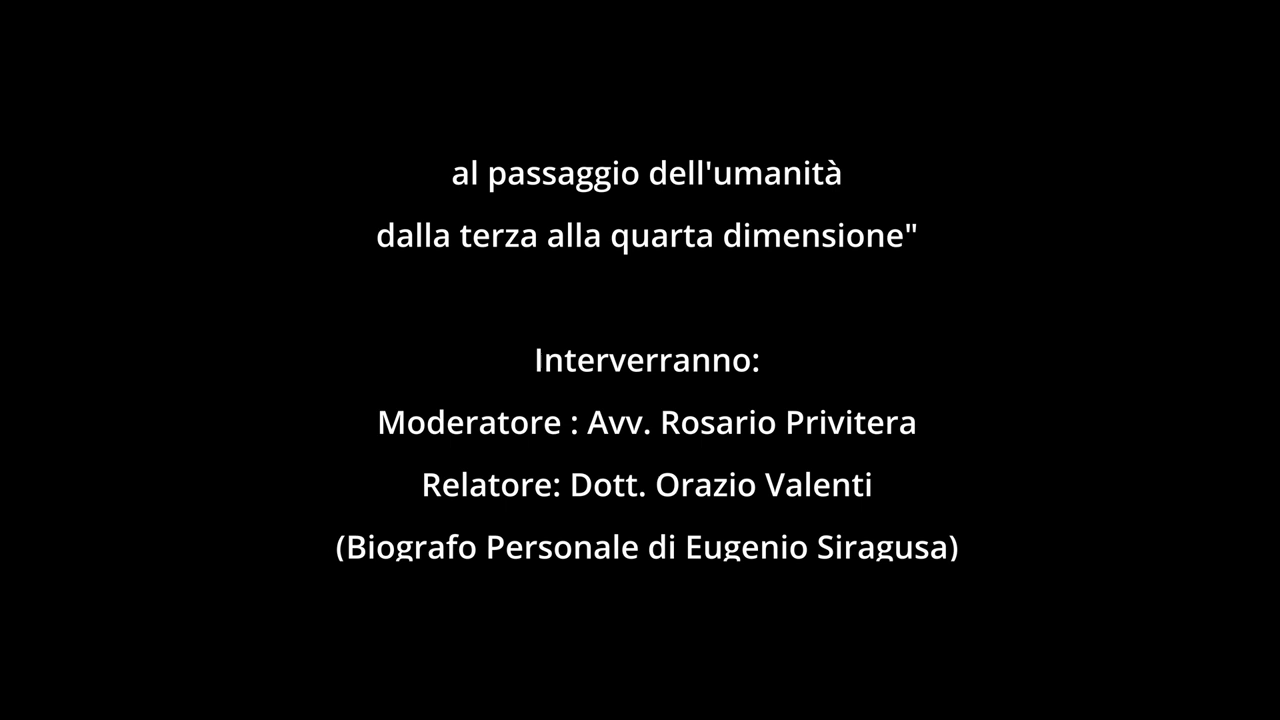 al passaggio dell'umanità
dalla terza alla quarta dimensione"
Interverranno:
Moderatore : Avv. Rosario Privitera
Relatore: Dott. Orazio Valenti
(Biografo Personale di Eugenio Siragusa)